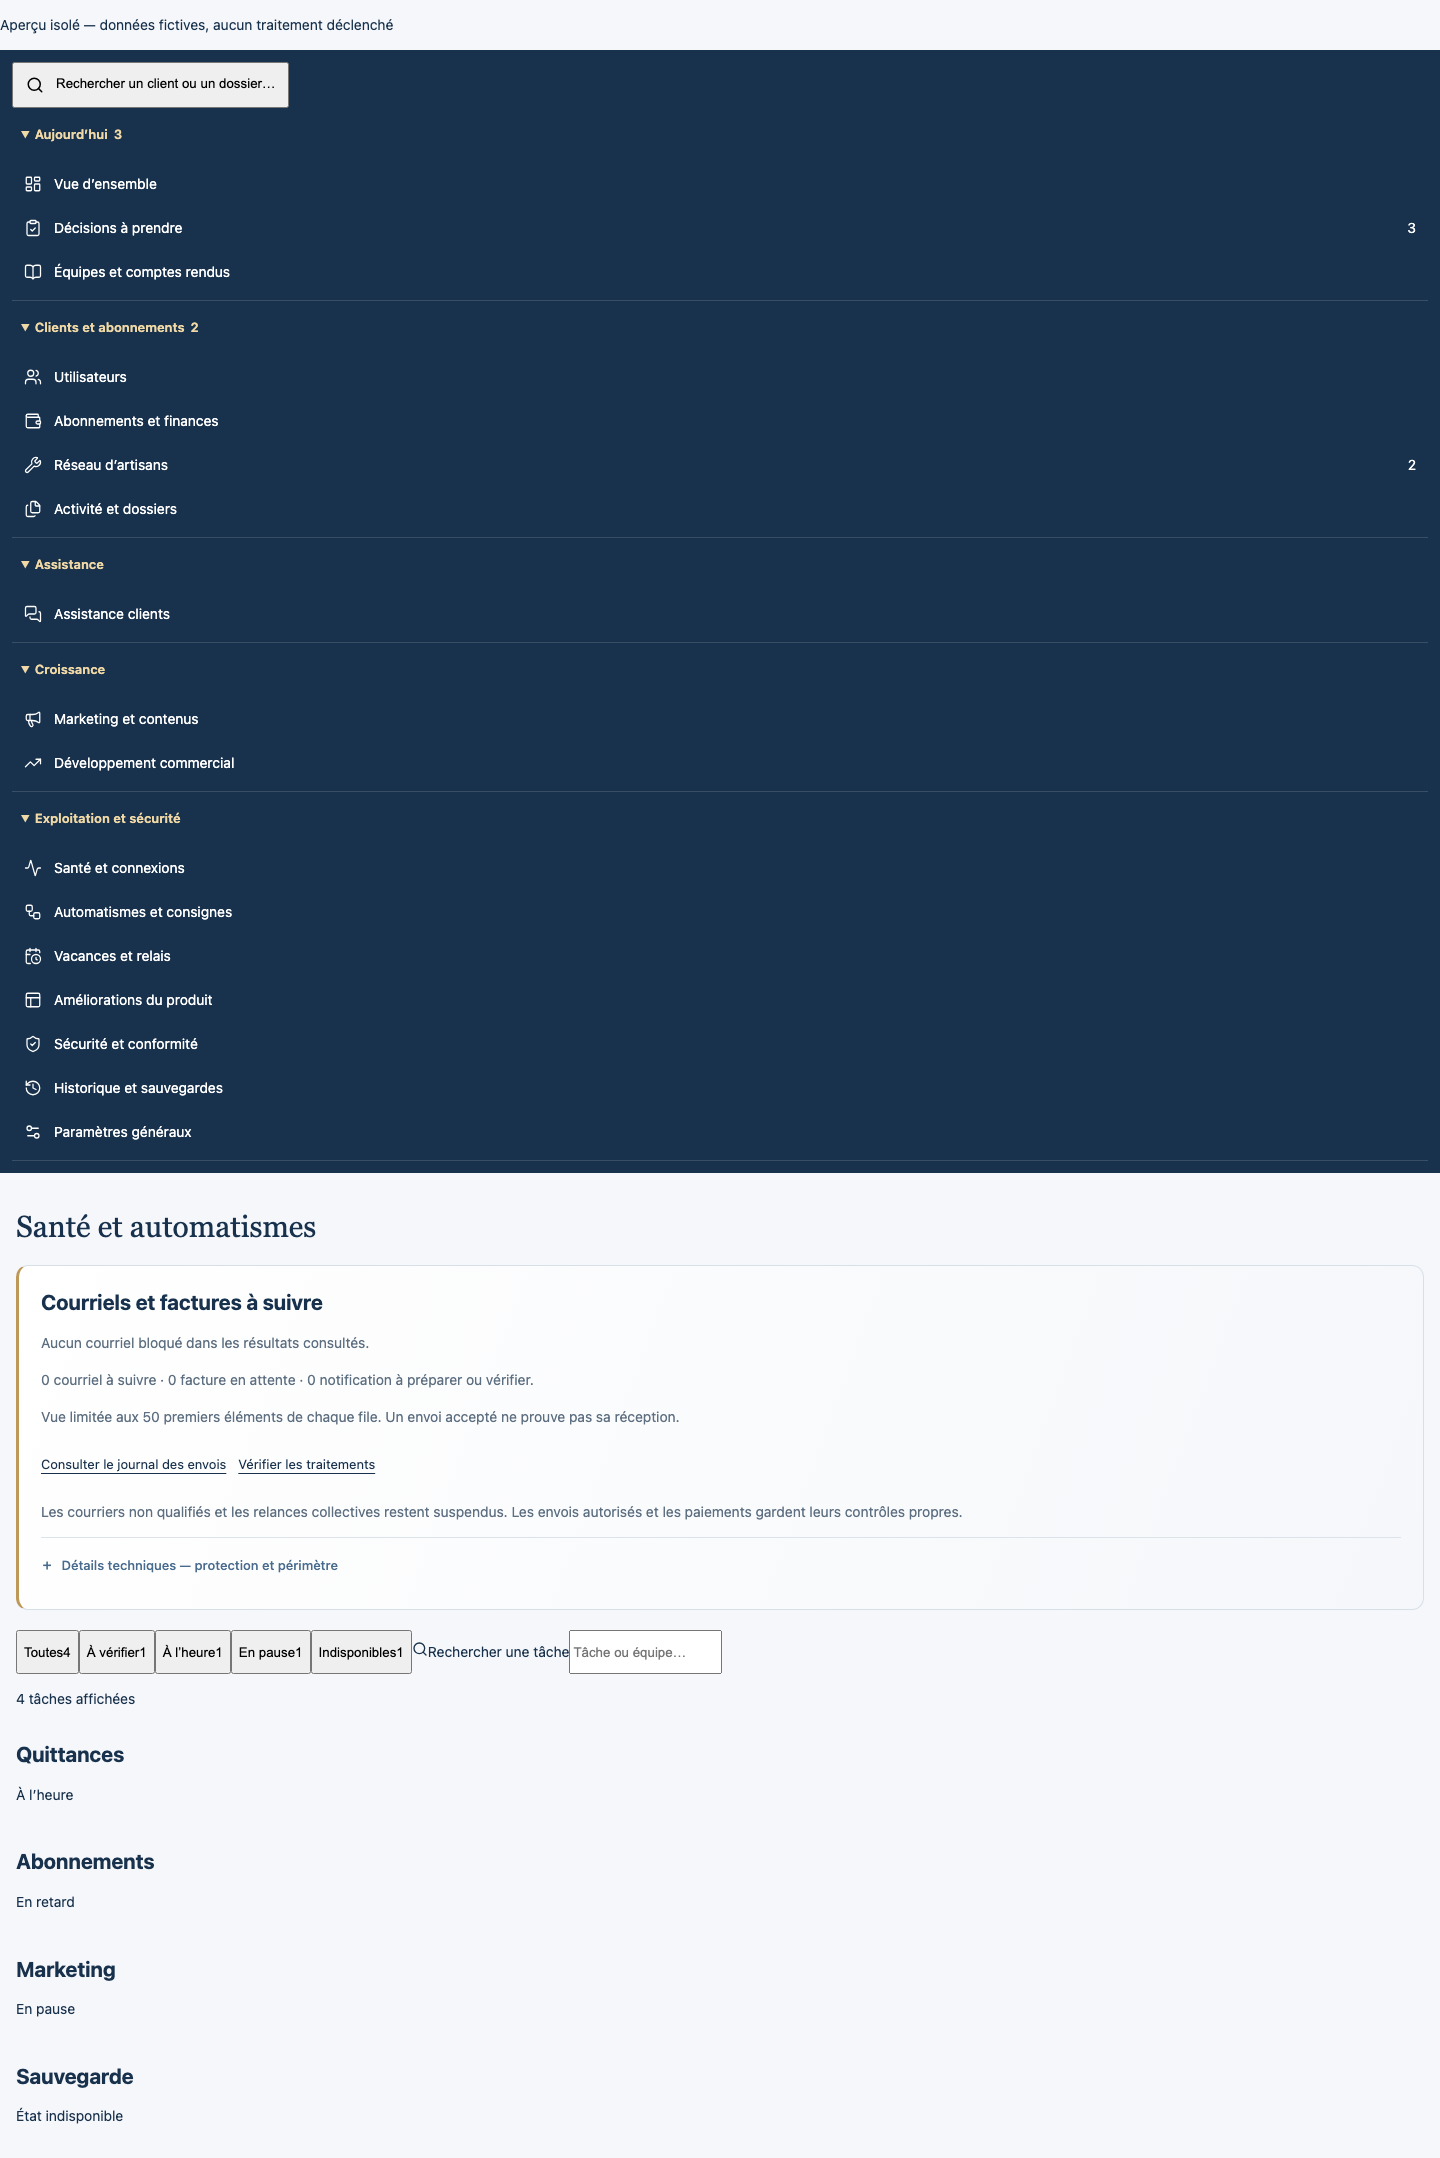 Aperçu isolé — données fictives, aucun traitement déclenché
Rechercher un client ou un dossier…
Aujourd’hui 3
Vue d’ensemble
Décisions à prendre 3
Équipes et comptes rendus
Clients et abonnements 2
Utilisateurs
Abonnements et finances
Réseau d’artisans 2
Activité et dossiers
Assistance
Assistance clients
Croissance
Marketing et contenus
Développement commercial
Exploitation et sécurité
Santé et connexions
Automatismes et consignes
Vacances et relais
Améliorations du produit
Sécurité et conformité
Historique et sauvegardes
Paramètres généraux
Santé et automatismes
Courriels et factures à suivre
Aucun courriel bloqué dans les résultats consultés.
0 courriel à suivre · 0 facture en attente · 0 notification à préparer ou vérifier.
Vue limitée aux 50 premiers éléments de chaque file. Un envoi accepté ne prouve pas sa réception.
Consulter le journal des envois Vérifier les traitements
Les courriers non qualifiés et les relances collectives restent suspendus. Les envois autorisés et les paiements gardent leurs contrôles propres.
+ Détails techniques — protection et périmètre
Toutes4 À vérifier1 À l’heure1 En pause1 Indisponibles1 Rechercher une tâche Tâche ou équipe…
4 tâches affichées
Quittances
À l’heure
Abonnements
En retard
Marketing
En pause
Sauvegarde
État indisponible